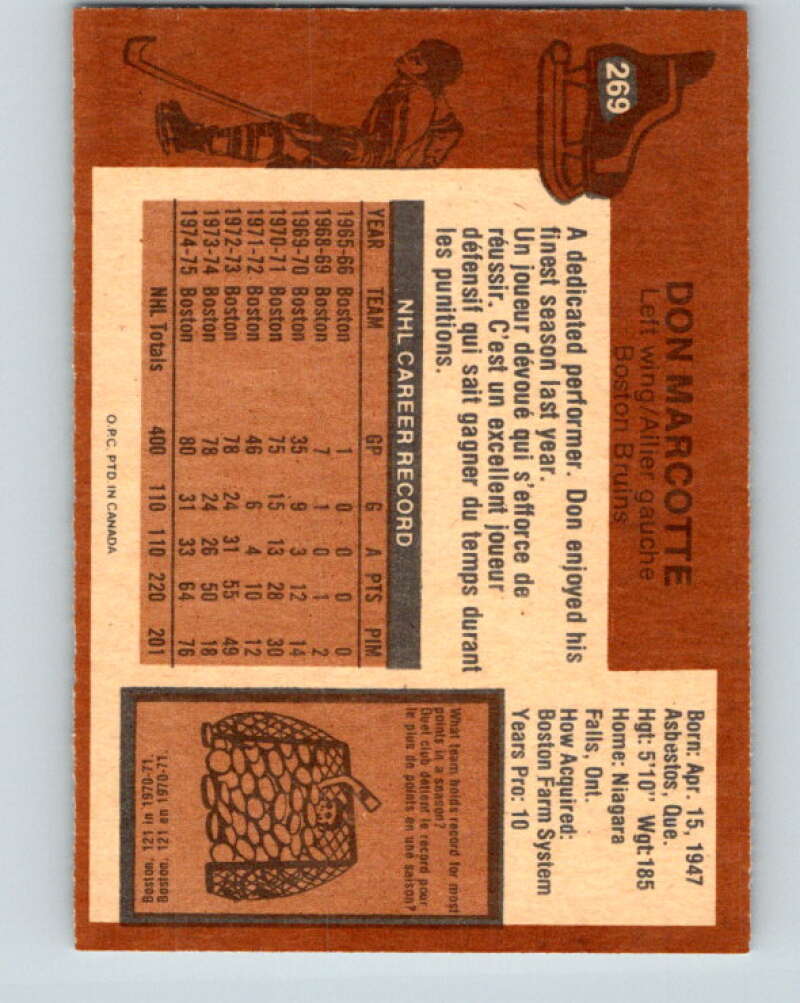 269
DON MARCOTTE
Left wing/Allier gauche
Boston Bruins
A dedicated performer. Don enjoyed his
finest season last year.
Un joueur dévoué qui s'efforce de
réussir. C'est un excellent joueur
défensif qui sait gagner du temps durant
les punitions.
Born: Apr. 15, 1947
Asbestos, Que.
Hgt: 5'10" Wgt:185
Home: Niagara
Falls, Ont.
How Acquired:
Boston Farm System
Years Pro: 10
NHL CAREER RECORD
YEAR TEAM GP G A PTS PIM
1965-66 Boston 1 0 0 0 0
1968-69 Boston 7 1 0 1 2
1969-70 Boston 35 9 3 12 14
1970-71 Boston 75 15 13 28 30
1971-72 Boston 46 6 4 10 12
1972-73 Boston 78 24 31 55 49
1973-74 Boston 78 24 26 50 18
1974-75 Boston 80 31 33 64 76
NHL Totals 400 110 110 220 201
What team holds record for most
points in a season?
Quel club détient le record pour
le plus de points en une saison?
Boston, 121 in 1970-71.
Boston, 121 en 1970-71.
O.P.C. PTD IN CANADA